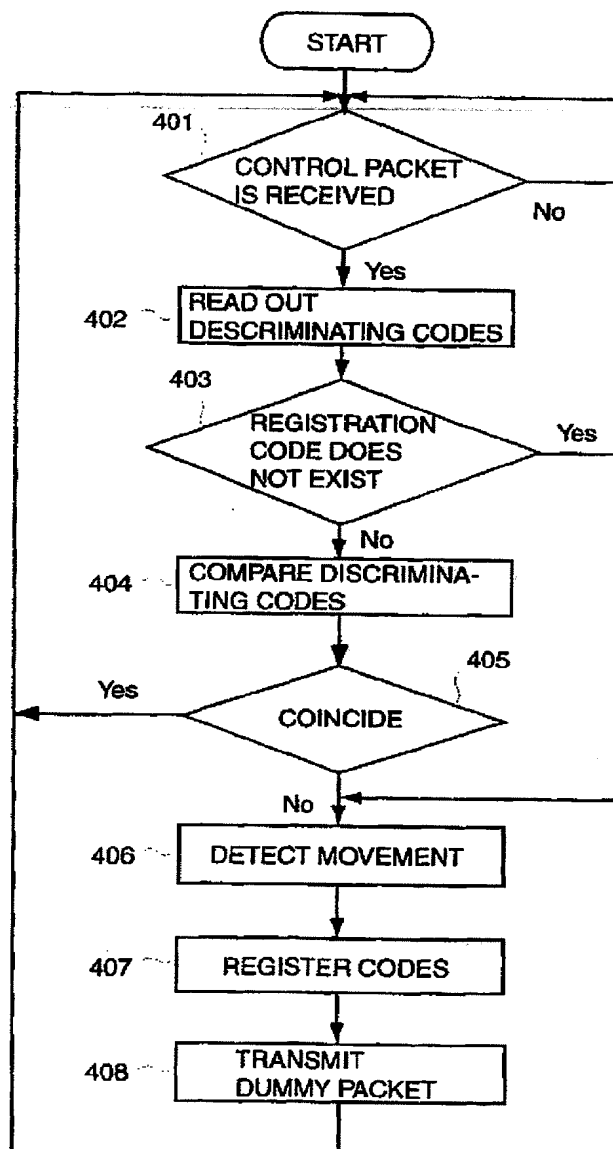 START
401
CONTROL PACKET
IS RECEIVED
No
Yes
402
READ OUT
DESCRIMINATING CODES
403
REGISTRATION
CODE DOES
NOT EXIST
Yes
No
404
COMPARE DISCRIMINA-
TING CODES
405
Yes
COINCIDE
No
406
DETECT MOVEMENT
407
REGISTER CODES
408
TRANSMIT
DUMMY PACKET